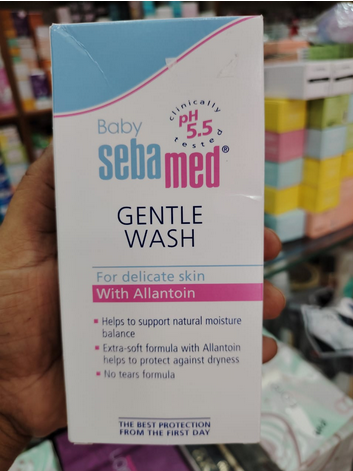 clinically
pH
5.5
tested
Baby
sebamed®
GENTLE
WASH
For delicate skin
With Allantoin
Helps to support natural moisture
balance
Extra-soft formula with Allantoin
helps to protect against dryness
No tears formula
THE BEST PROTECTION
FROM THE FIRST DAY